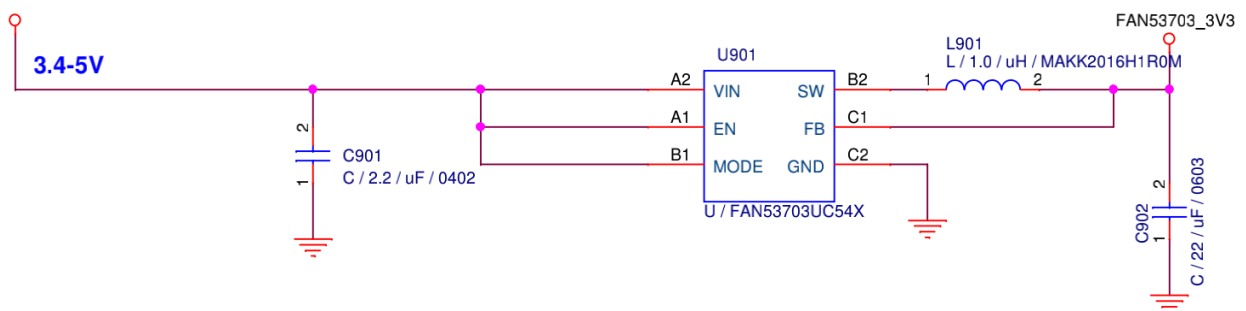 FAN53703_3V3
3.4-5V
U901
L901
L / 1.0 / uH / MAKK2016H1R0M
A2
VIN
SW
B2
1
2
A1
EN
FB
C1
B1
MODE
GND
C2
2
1
C901
C / 2.2 / uF / 0402
U / FAN53703UC54X
2
1
C902
C / 22 / uF / 0603